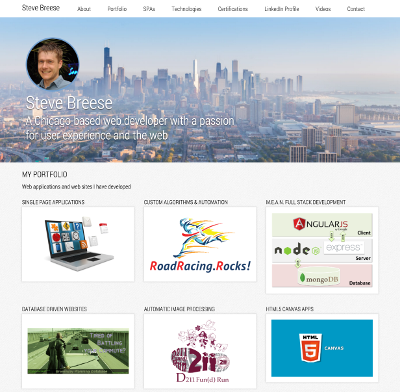 Steve Breese
About Portfolio SPAs Technologies Certifications LinkedIn Profile Videos Contact
Steve Breese
A Chicago-based web developer with a passion
for user experience and the web
MY PORTFOLIO
Web applications and web sites I have developed
SINGLE PAGE APPLICATIONS
CUSTOM ALGORITHMS & AUTOMATION
M.E.A.N. FULL STACK DEVELOPMENT
RoadRacing.Rocks!
ANGULARJS
Client
node
express
Server
mongoDB
Database
DATABASE DRIVEN WEBSITES
AUTOMATIC IMAGE PROCESSING
HTML5 CANVAS APPS
TIRED OF
BATTLING
D211 Fun(d) Run
HTML
5
CANVAS